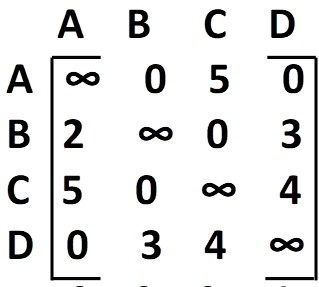 A B C D
A ∞ 0 5 0
B 2 ∞ 0 3
C 5 0 ∞ 4
D 0 3 4 ∞